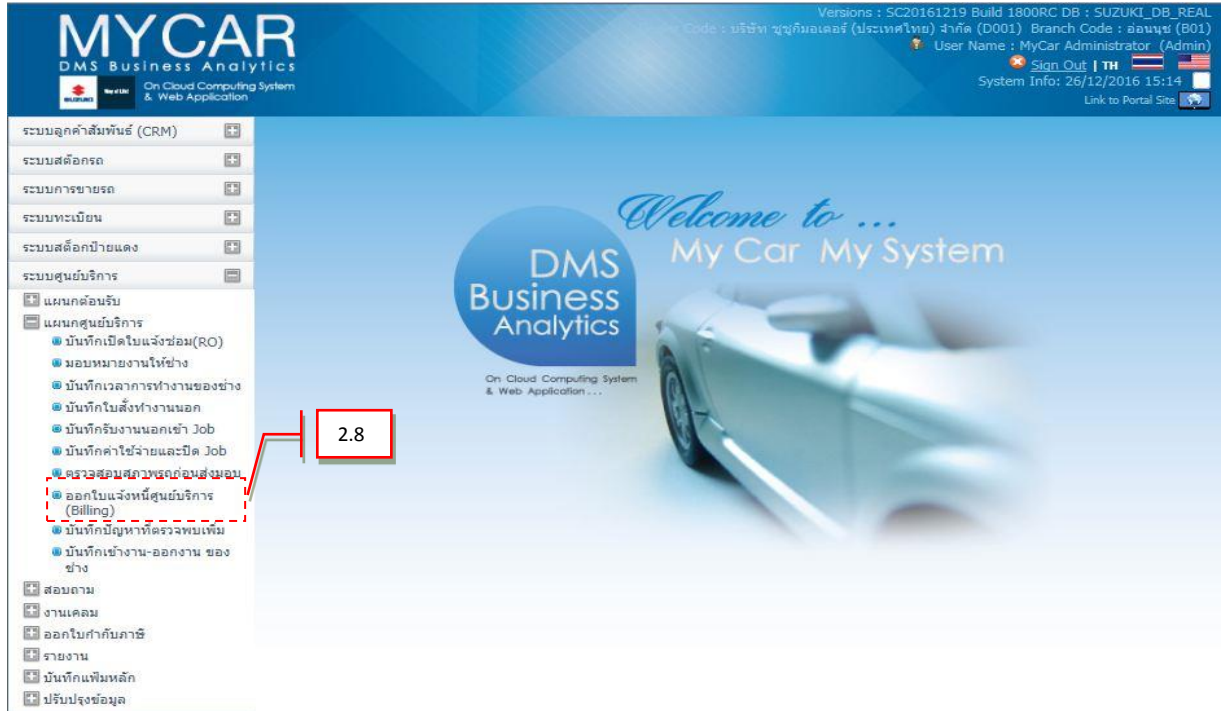 MYCAR
DMS Business Analytics
SUZUKI Way of Life!
On Cloud Computing System
& Web Application
Versions : SC20161219 Build 1800RC DB : SUZUKI_DB_REAL
Code : บริษัท ซูซูกิมอเตอร์ (ประเทศไทย) จำกัด (D001) Branch Code : อ่อนนุช (B01)
User Name : MyCar Administrator (Admin)
Sign Out | TH
System Info: 26/12/2016 15:14
Link to Portal Site
ระบบลูกค้าสัมพันธ์ (CRM)
ระบบสต๊อกรถ
ระบบการขายรถ
ระบบทะเบียน
ระบบสต็อกป้ายแดง
ระบบศูนย์บริการ
แผนกต้อนรับ
แผนกศูนย์บริการ
บันทึกเปิดใบแจ้งซ่อม(RO)
มอบหมายงานให้ช่าง
บันทึกเวลาการทำงานของช่าง
บันทึกใบสั่งทำงานนอก
บันทึกรับงานนอกเข้า Job
บันทึกค่าใช้จ่ายและปิด Job
ตรวจสอบสภาพรถก่อนส่งมอบ
ออกใบแจ้งหนี้ศูนย์บริการ
(Billing)
บันทึกปัญหาที่ตรวจพบเพิ่ม
บันทึกเข้างาน-ออกงาน ของ
ช่าง
สอบถาม
งานเคลม
ออกใบกำกับภาษี
รายงาน
บันทึกแฟ้มหลัก
ปรับปรุงข้อมูล
2.8
Welcome to ...
My Car My System
DMS
Business
Analytics
On Cloud Computing System
& Web Application ...